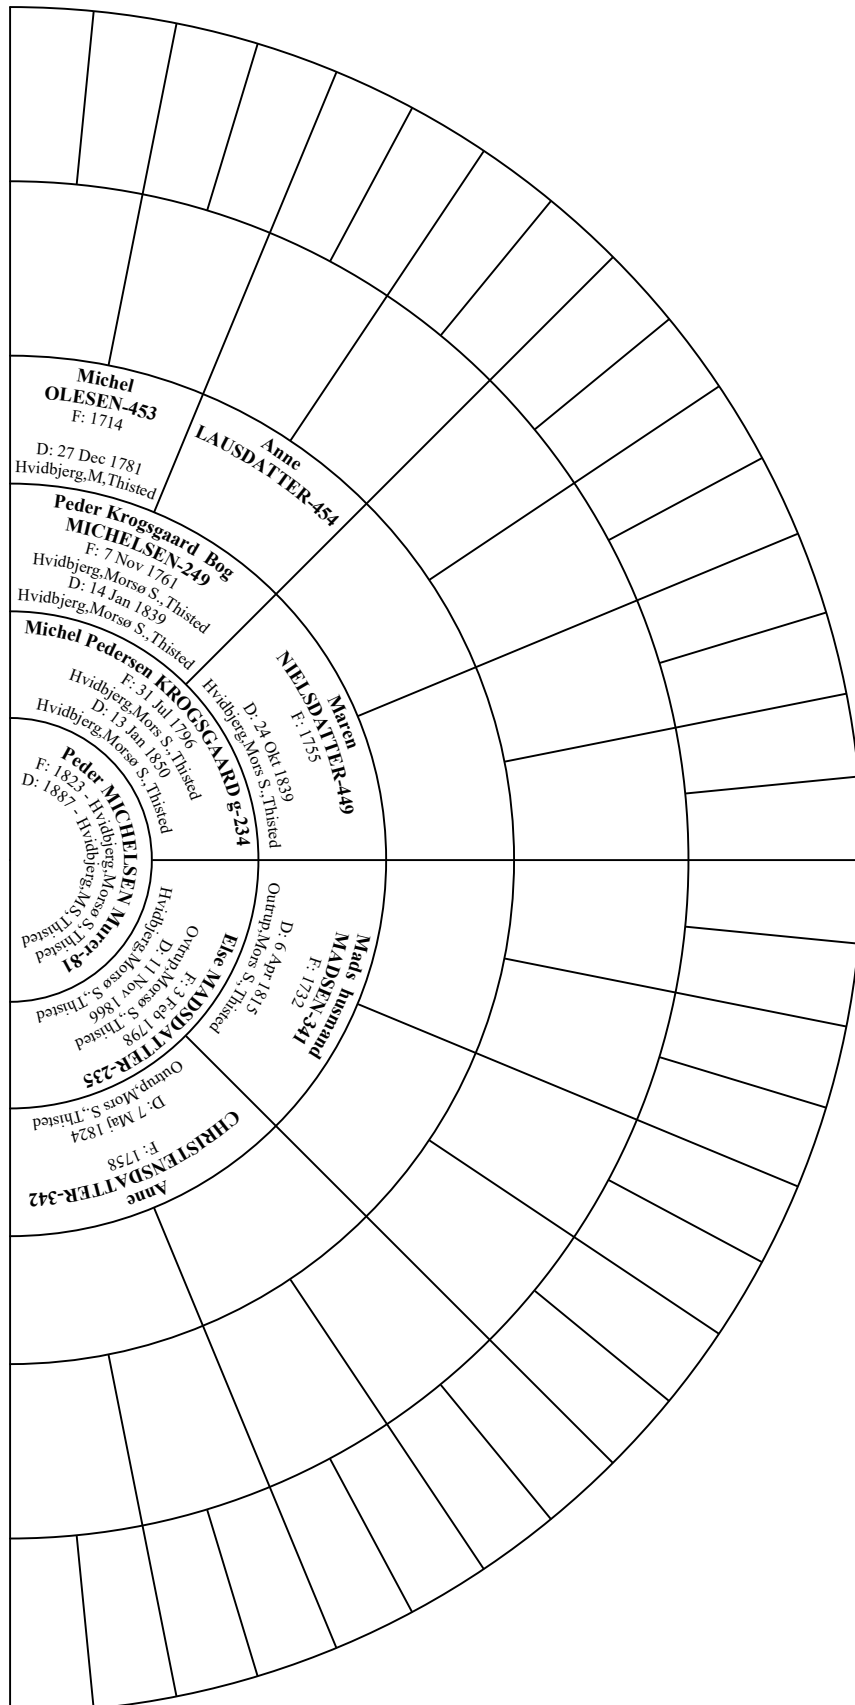 Michel
OLESEN-453
F: 1714
D: 27 Dec 1781
Hvidbjerg,M,Thisted
Anne
LAUSDATTER-454
Peder Krogsgaard Bog
MICHELSEN-249
F: 7 Nov 1761
Hvidbjerg,Morsø S.,Thisted
D: 14 Jan 1839
Hvidbjerg,Morsø S.,Thisted
Maren
NIELSDATTER-449
F: 1755
D: 24 Okt 1839
Hvidbjerg,Mors S.,Thisted
Michel Pedersen KROGSGAARD g-234
F: 31 Jul 1796
Hvidbjerg,Mors S.,Thisted
D: 13 Jan 1850
Hvidbjerg,Morsø S.,Thisted
Peder MICHELSEN Murer-81
F: 1823 - Hvidbjerg,Morsø S,Thisted
D: 1887 - Hvidbjerg,MS,Thisted
Else MADSDATTER-235
F: 3 Feb 1798
Ovtrup,Morsø S.,Thisted
D: 11 Nov 1866
Hvidbjerg,Morsø S.,Thisted
Mads husmand
MADSEN-341
F: 1732
D: 6 Apr 1815
Outrup,Mors S.,Thisted
Anne
CHRISTENSDATTER-342
F: 1758
D: 7 Maj 1824
Outrup,Mors S.,Thisted